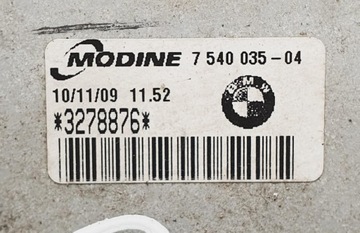 MODINE 7 540 035-04
10/11/09 11.52
BMW
*3278876*